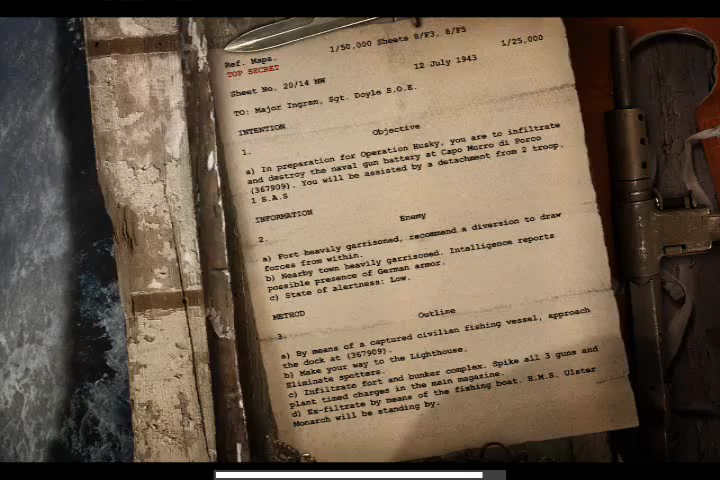 Ref. Maps. 1/50,000 Sheets 8/F3, 8/F5
TOP SECRET 1/25,000
Sheet No. 20/14 NW 12 July 1943
TO: Major Ingram, Sgt. Doyle S.O.E.
INTENTION
Objective
1.
a) In preparation for Operation Husky, you are to infiltrate
and destroy the naval gun battery at Capo Murro di Porco
(367909). You will be assisted by a detachment from 2 troop,
1 S.A.S
INFORMATION
Enemy
2.
a) Fort heavily garrisoned, recommend a diversion to draw
forces from within.
b) Nearby town heavily garrisoned. Intelligence reports
possible presence of German armor.
c) State of alertness: Low.
METHOD
Outline
3.
a) By means of a captured civilian fishing vessel, approach
the dock at (367909).
b) Make your way to the Lighthouse.
Eliminate spotters.
c) Infiltrate fort and bunker complex. Spike all 3 guns and
plant timed charges in the main magazine.
d) Ex-filtrate by means of the fishing boat. H.M.S. Ulster
Monarch will be standing by.